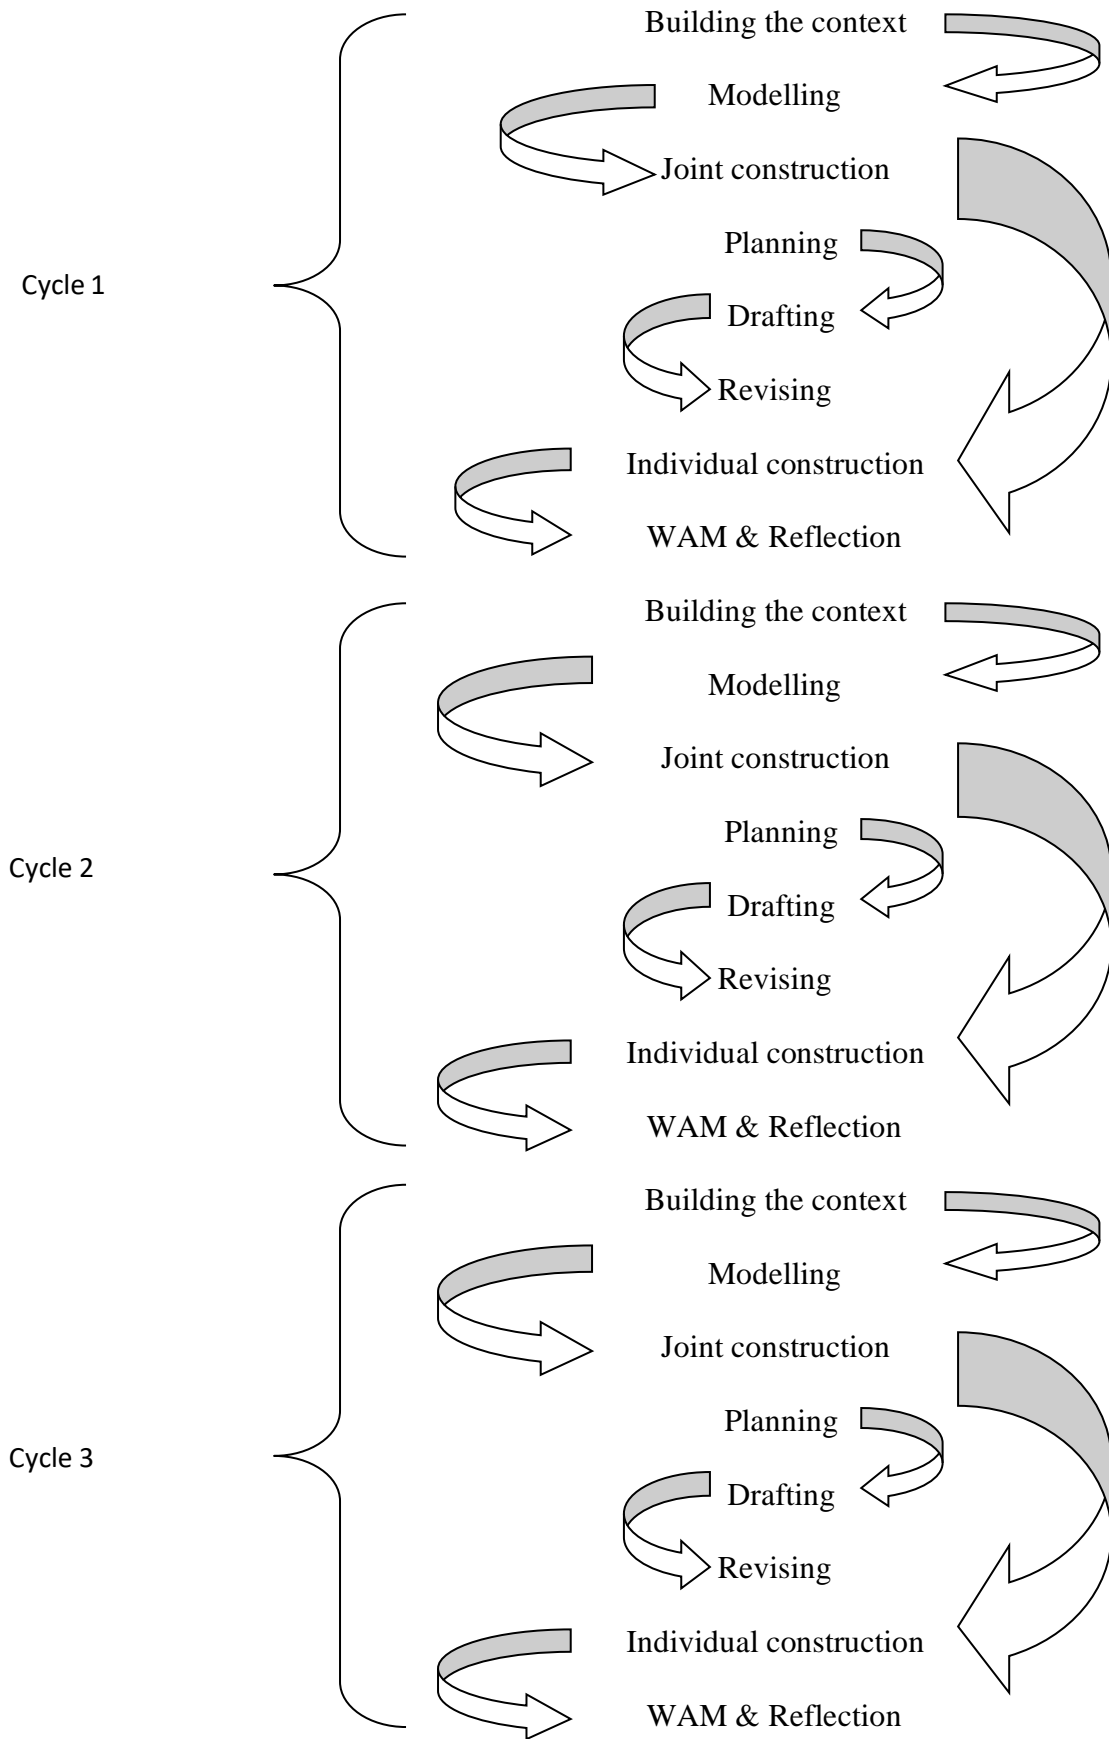 Building the context
Modelling
Joint construction
Planning
Cycle 1
Drafting
Revising
Individual construction
WAM & Reflection
Building the context
Modelling
Joint construction
Planning
Cycle 2
Drafting
Revising
Individual construction
WAM & Reflection
Building the context
Modelling
Joint construction
Planning
Cycle 3
Drafting
Revising
Individual construction
WAM & Reflection